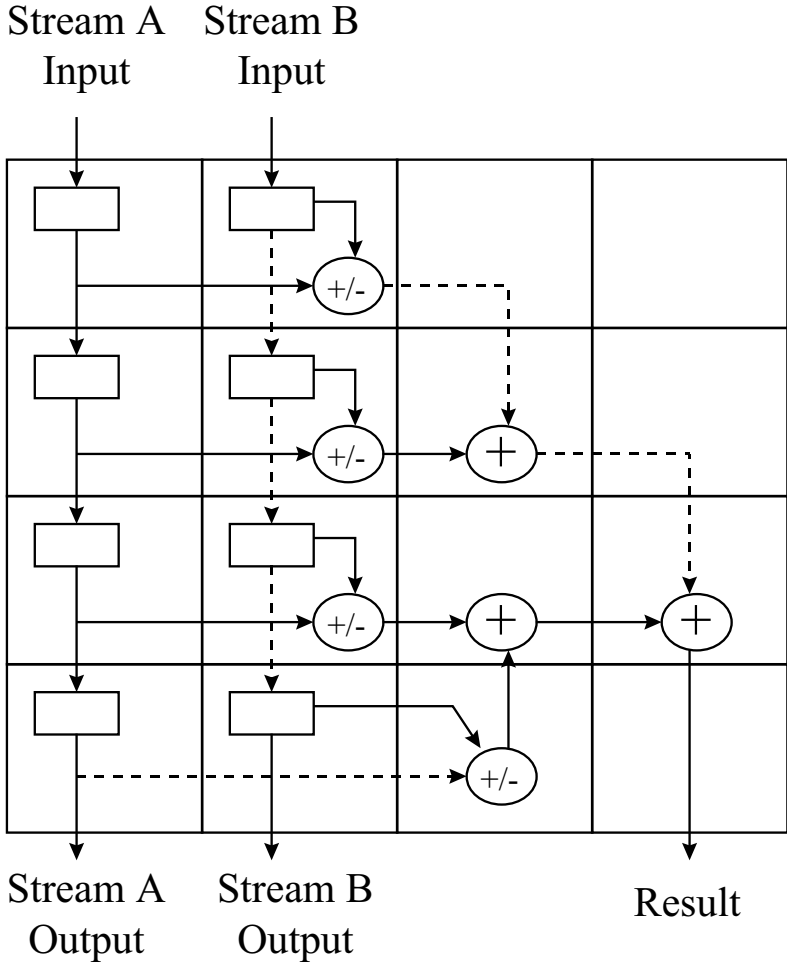 Stream A Stream B
Input Input
+/-
+/- +
+/- + +
+/-
Stream A Stream B Result
Output Output